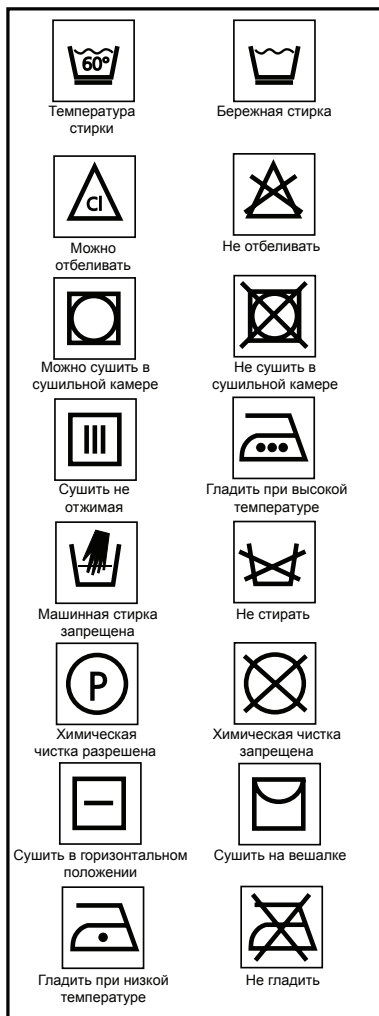 60°
Температура
стирки
Бережная стирка
Cl
Можно
отбеливать
Не отбеливать
Можно сушить в
сушильной камере
Не сушить в
сушильной камере
Сушить не
отжимая
Гладить при высокой
температуре
Машинная стирка
запрещена
Не стирать
P
Химическая
чистка разрешена
Химическая чистка
запрещена
Сушить в горизонтальном
положении
Сушить на вешалке
Гладить при низкой
температуре
Не гладить